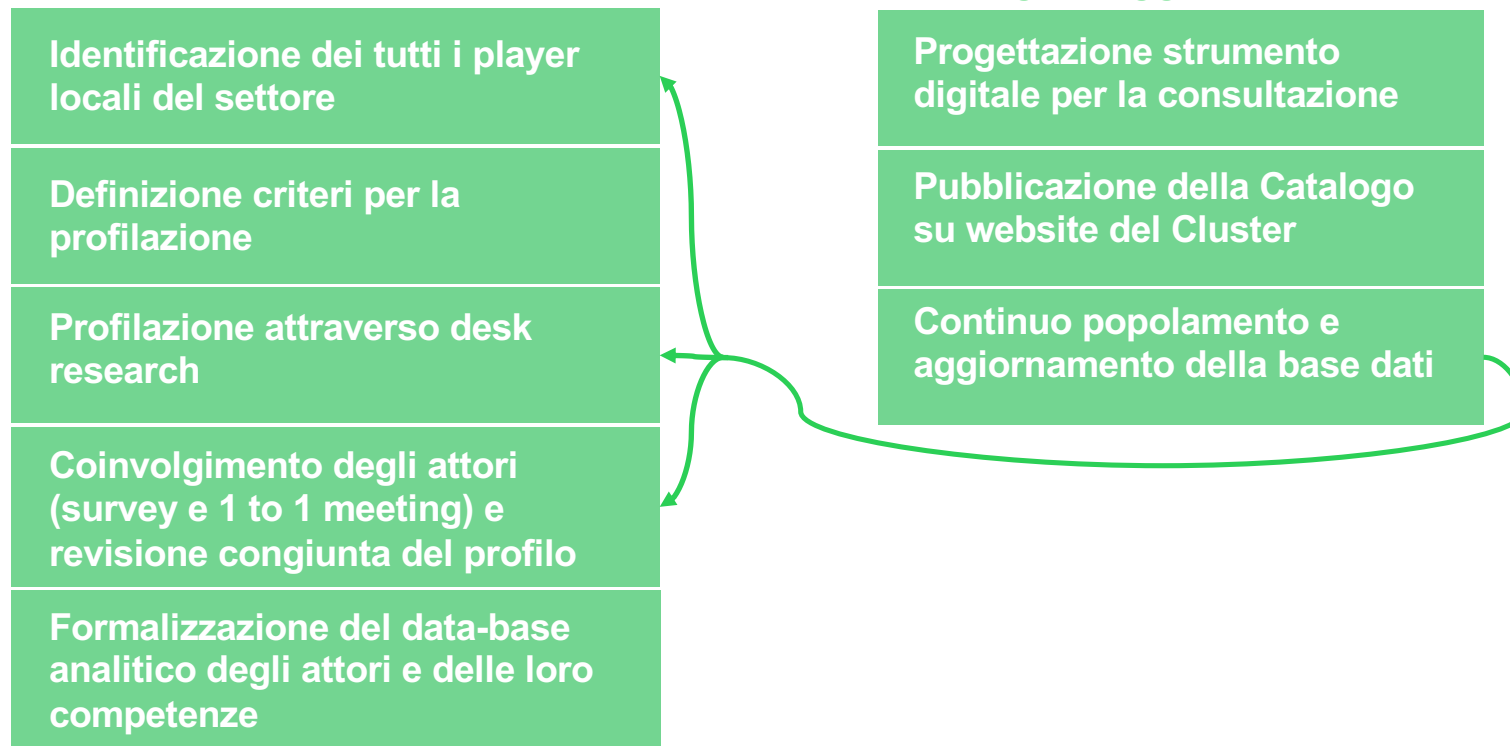 Identificazione dei tutti i player
locali del settore
Definizione criteri per la
profilazione
Profilazione attraverso desk
research
Coinvolgimento degli attori
(survey e 1 to 1 meeting) e
revisione congiunta del profilo
Formalizzazione del data-base
analitico degli attori e delle loro
competenze
Progettazione strumento
digitale per la consultazione
Pubblicazione della Catalogo
su website del Cluster
Continuo popolamento e
aggiornamento della base dati